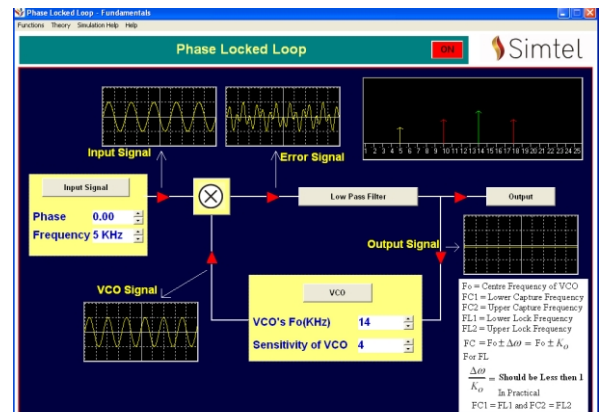 Phase Locked Loop - Fundamentals
Functions Theory Simulation Help Help
Phase Locked Loop
ON
Simtel
Input Signal
Error Signal
1 2 3 4 5 6 7 8 9 10 11 12 13 14 15 16 17 18 19 20 21 22 23 24 25
Input Signal
Phase 0.00
Frequency 5 KHz
Low Pass Filter
Output
Output Signal
VCO Signal
VCO
VCO's Fo(KHz) 14
Sensitivity of VCO 4
Fo = Centre Frequency of VCO
FC1 = Lower Capture Frequency
FC2 = Upper Capture Frequency
FL1 = Lower Lock Frequency
FL2 = Upper Lock Frequency
FC = Fo ± Δω = Fo ± K_o
For FL
Δω / K_o = Should be Less then 1
In Practical
FC1 = FL1 and FC2 = FL2